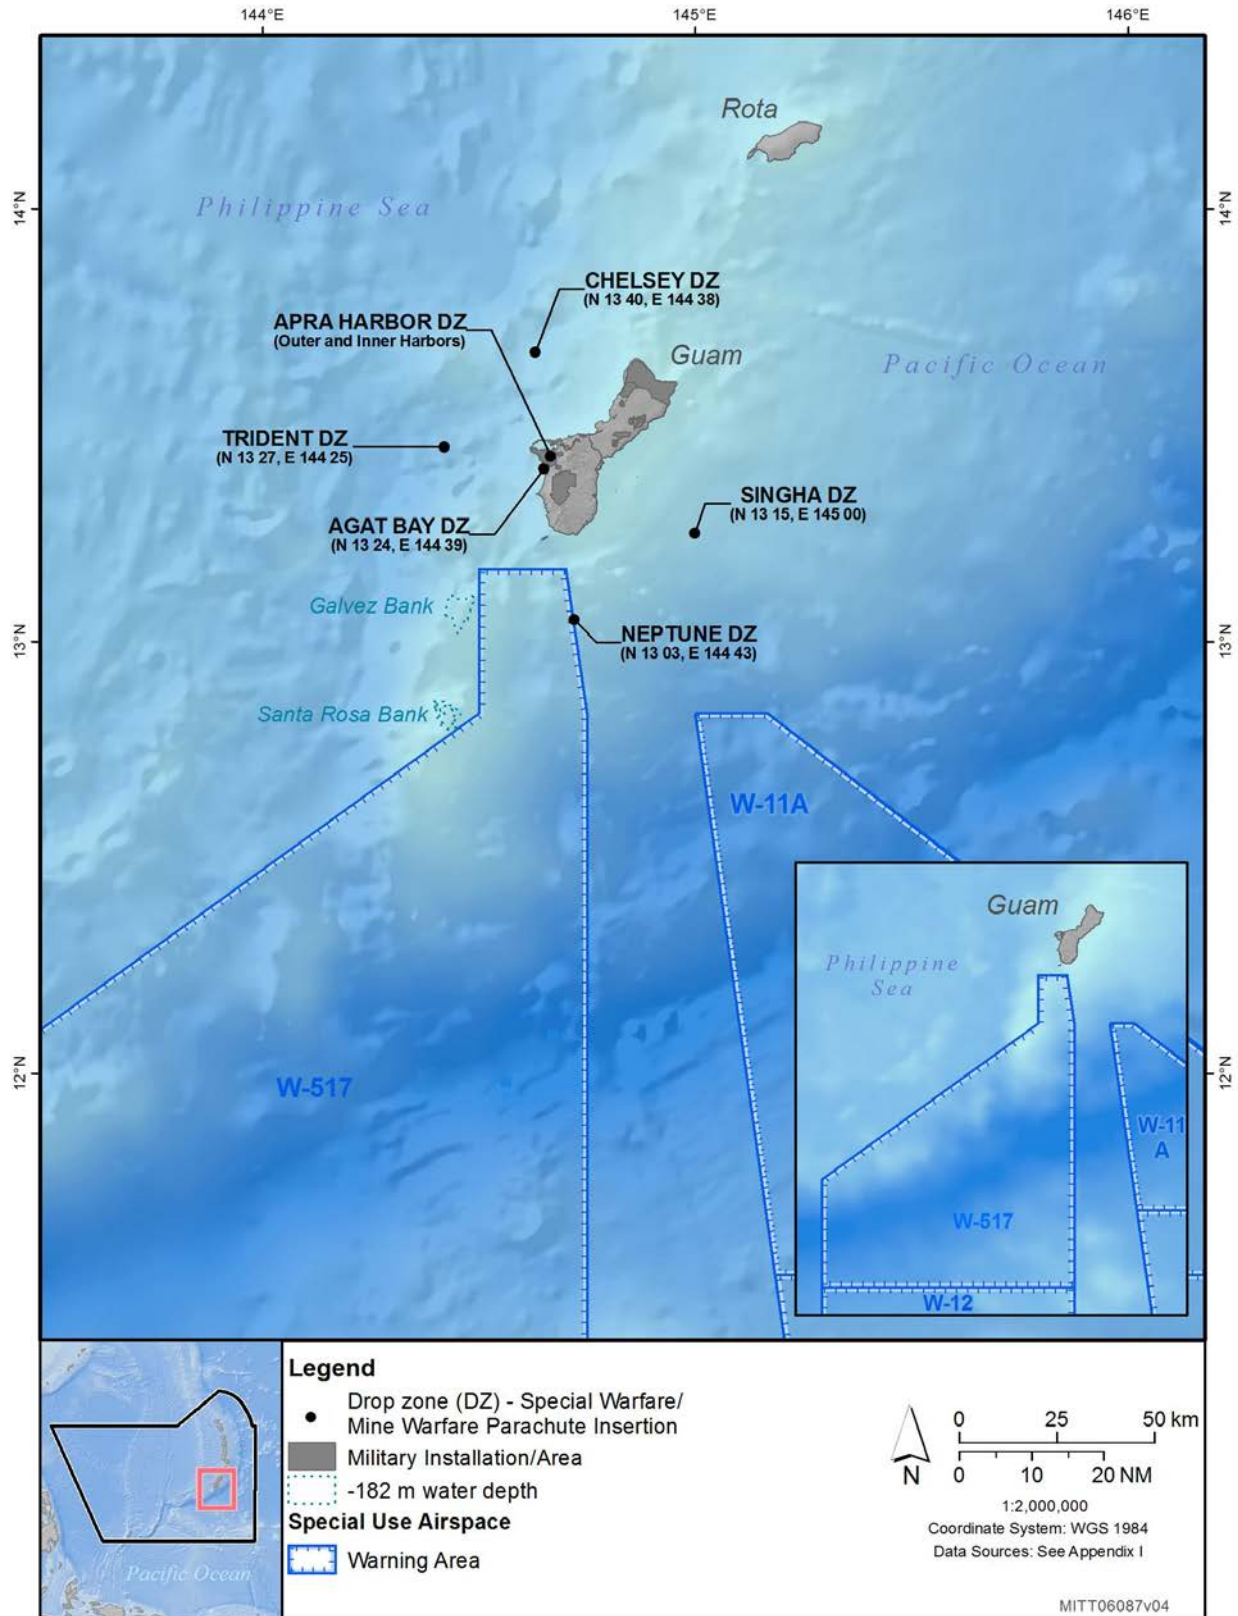 144°E
145°E
146°E
Rota
14°N
14°N
Philippine Sea
CHELSEY DZ
(N 13 40, E 144 38)
APRA HARBOR DZ
(Outer and Inner Harbors)
Guam
Pacific Ocean
TRIDENT DZ
(N 13 27, E 144 25)
SINGHA DZ
(N 13 15, E 145 00)
AGAT BAY DZ
(N 13 24, E 144 39)
Galvez Bank
13°N
13°N
NEPTUNE DZ
(N 13 03, E 144 43)
Santa Rosa Bank
W-11A
Guam
Philippine
Sea
12°N
12°N
W-517
W-11
A
W-517
W-12
Pacific Ocean
Legend
Drop zone (DZ) - Special Warfare/
Mine Warfare Parachute Insertion
Military Installation/Area
-182 m water depth
Special Use Airspace
Warning Area
N
0 25 50 km
0 10 20 NM
1:2,000,000
Coordinate System: WGS 1984
Data Sources: See Appendix I
MITT06087v04